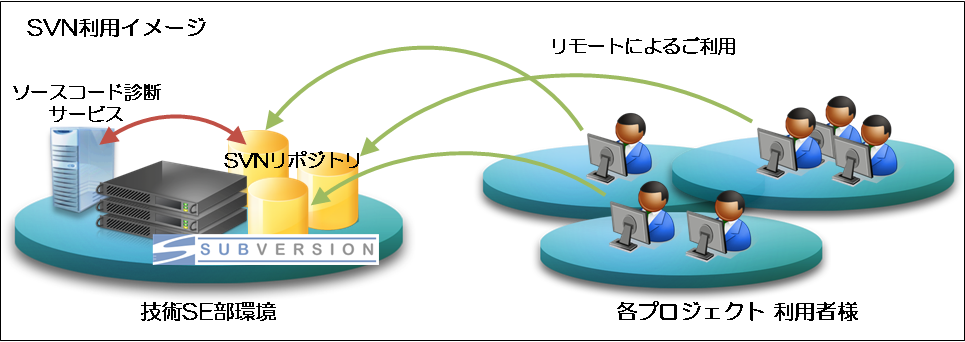 SVN利用イメージ
リモートによるご利用
ソースコード診断
サービス
SVNリポジトリ
SUBVERSION
技術SE部環境
各プロジェクト 利用者様